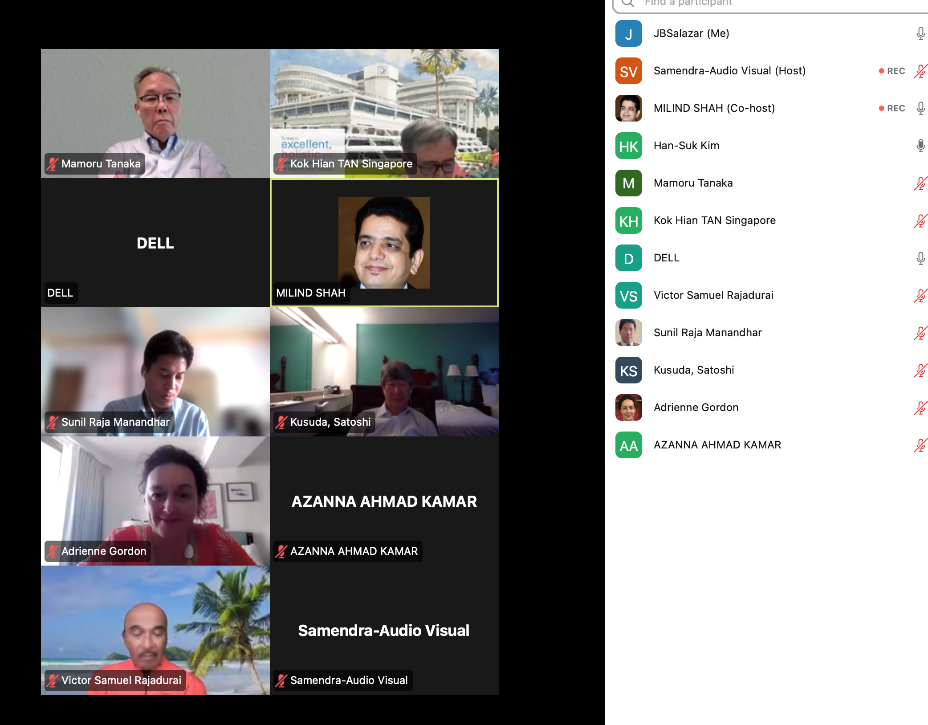 Mamoru Tanaka
excellent,
Kok Hian TAN Singapore
DELL
DELL
MILIND SHAH
Sunil Raja Manandhar
Kusuda, Satoshi
Adrienne Gordon
AZANNA AHMAD KAMAR
AZANNA AHMAD KAMAR
Victor Samuel Rajadurai
Samendra-Audio Visual
Samendra-Audio Visual
Find a participant
J JBSalazar (Me)
SV Samendra-Audio Visual (Host) REC
MILIND SHAH (Co-host) REC
HK Han-Suk Kim
M Mamoru Tanaka
KH Kok Hian TAN Singapore
D DELL
VS Victor Samuel Rajadurai
Sunil Raja Manandhar
KS Kusuda, Satoshi
Adrienne Gordon
AA AZANNA AHMAD KAMAR